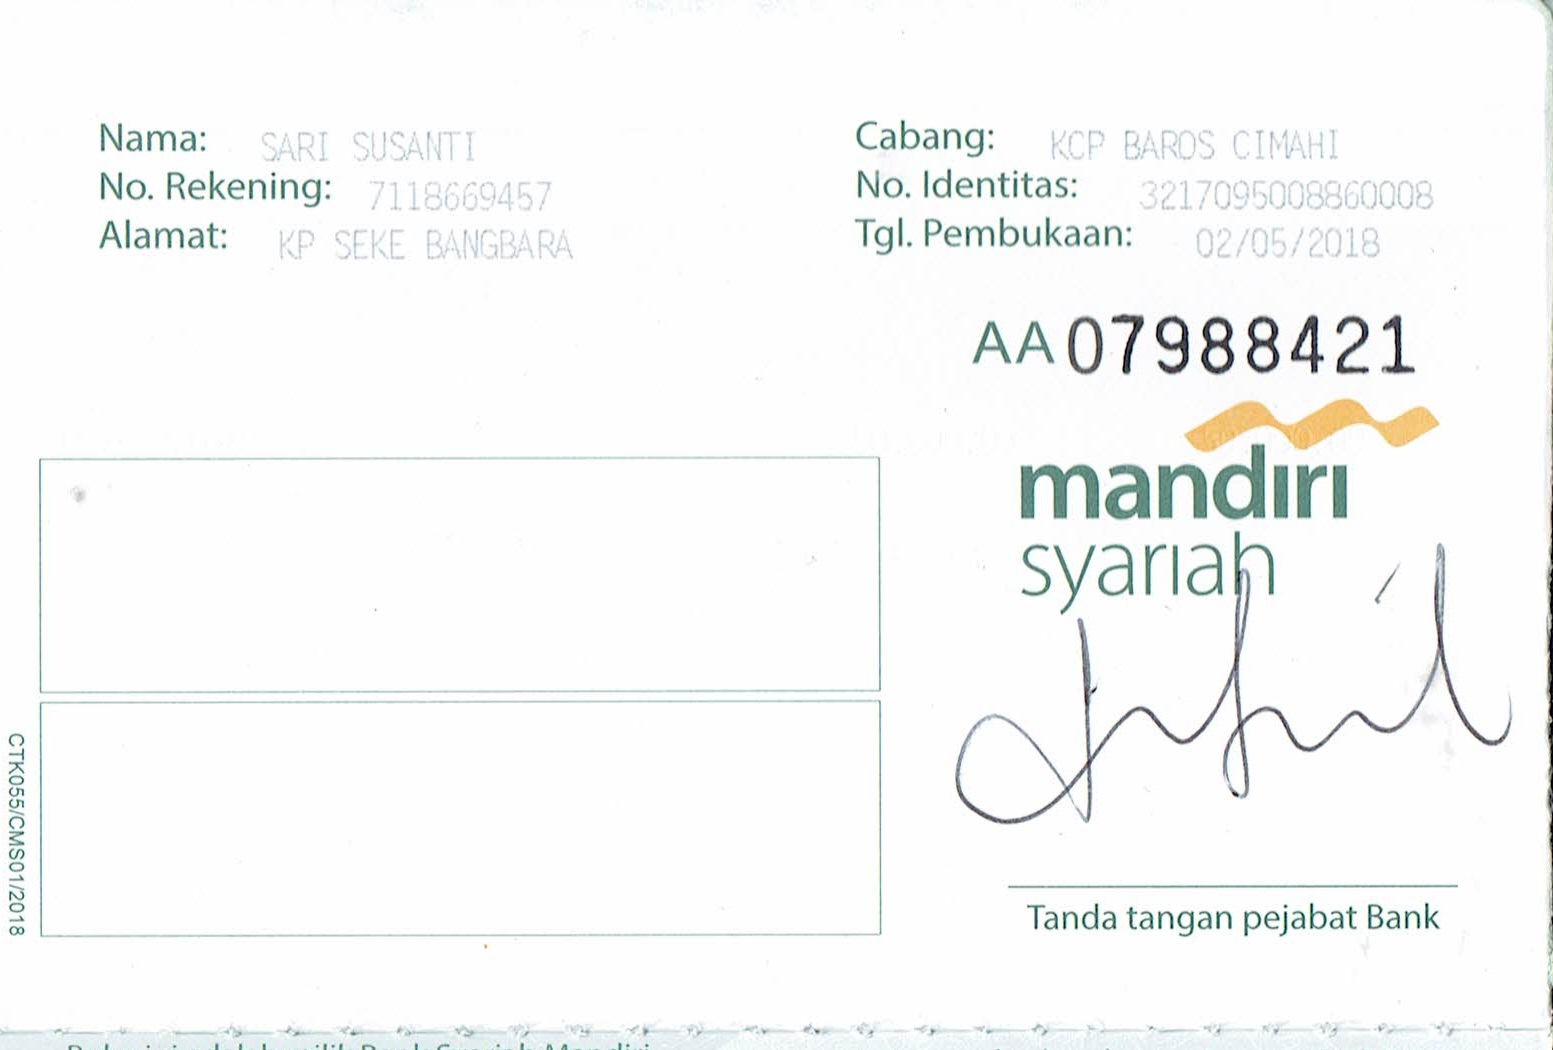 Nama: SARI SUSANTI
No. Rekening: 7118669457
Alamat: KP SEKE BANGBARA
Cabang: KCP BAROS CIMAHI
No. Identitas: 3217095008860008
Tgl. Pembukaan: 02/05/2018
AA07988421
mandiri
syariah
Tanda tangan pejabat Bank
CTK055/CMS01/2018